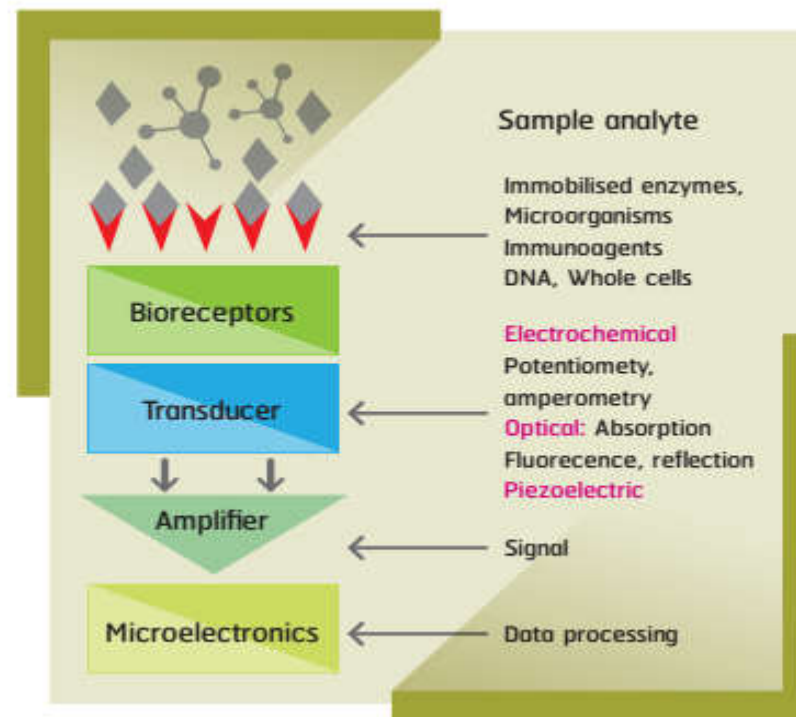 Sample analyte
Immobilised enzymes,
Microorganisms
Immunoagents
DNA, Whole cells
Bioreceptors
Electrochemical
Potentiomety,
amperometry
Optical: Absorption
Fluorecence, reflection
Piezoelectric
Transducer
Amplifier
Signal
Microelectronics
Data processing